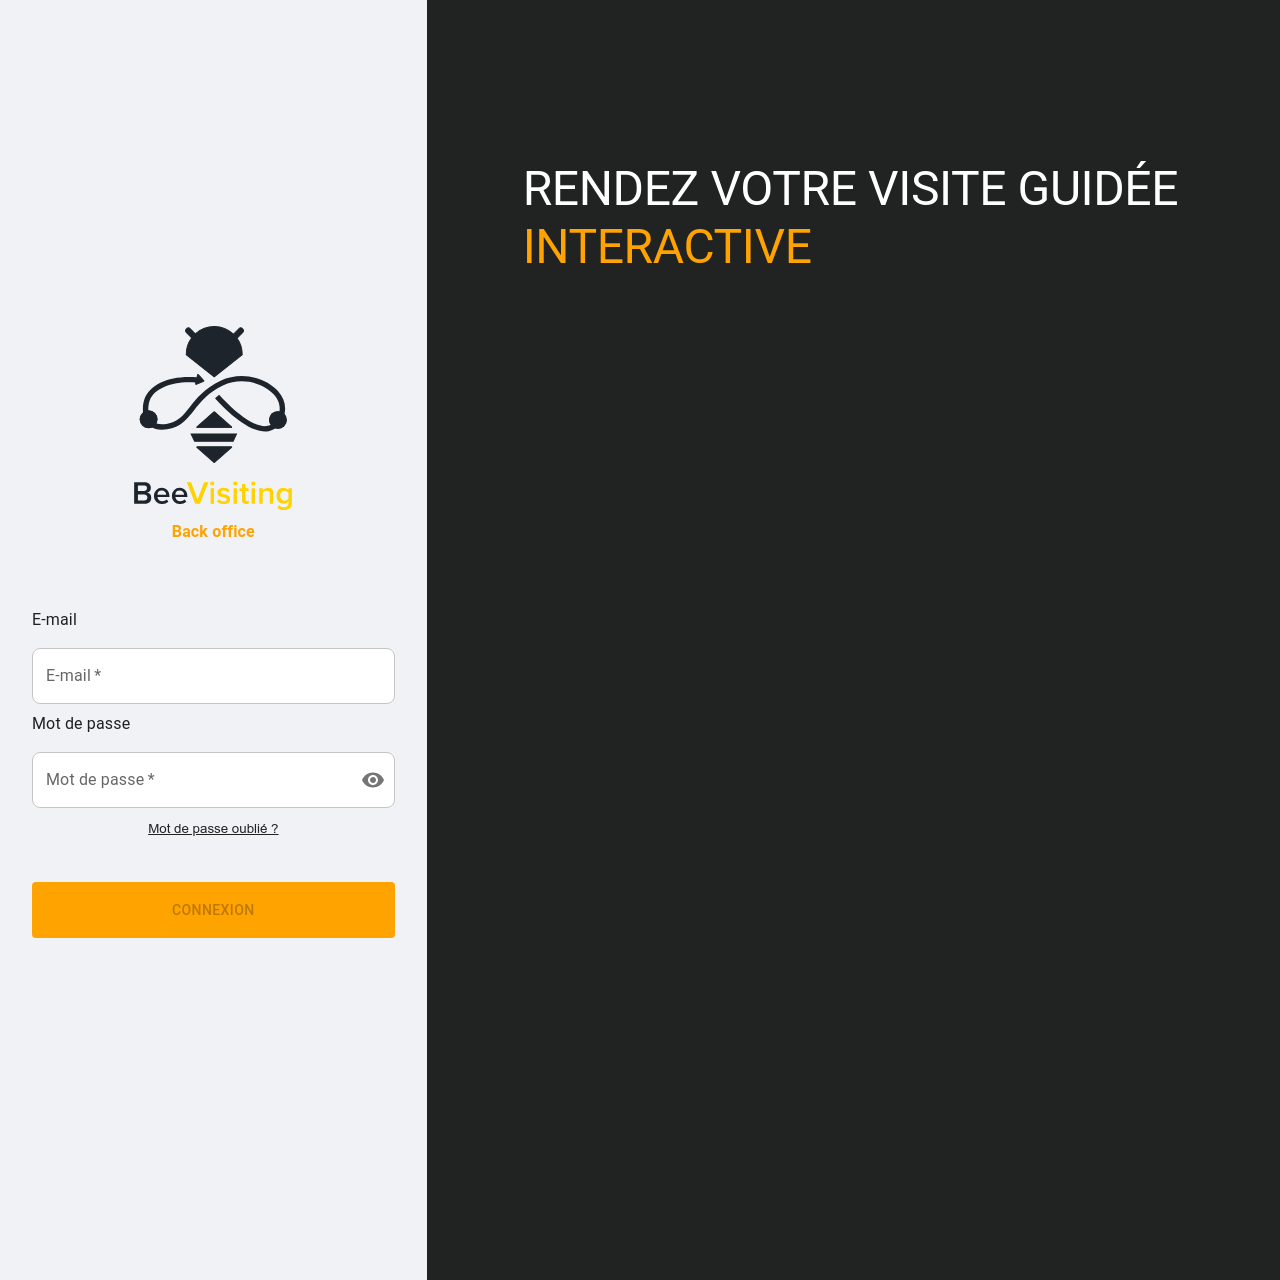 BeeVisiting
Back office
E-mail
E-mail *
Mot de passe
Mot de passe *
Mot de passe oublié ?
CONNEXION
RENDEZ VOTRE VISITE GUIDÉE
INTERACTIVE